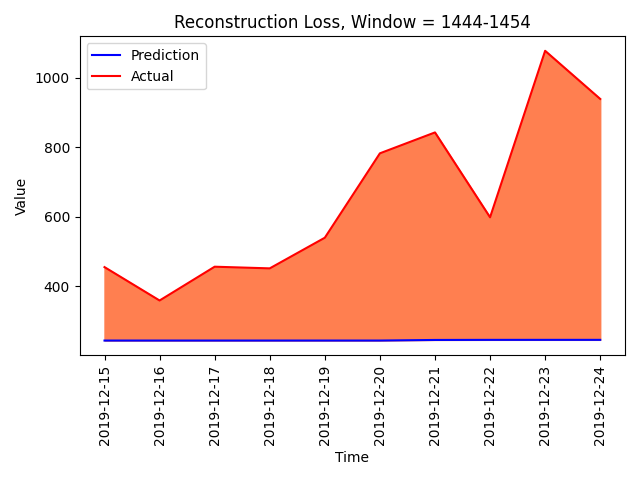 Reconstruction Loss, Window = 1444-1454
Prediction
Actual
1000
800
600
400
Value
2019-12-15
2019-12-16
2019-12-17
2019-12-18
2019-12-19
2019-12-20
2019-12-21
2019-12-22
2019-12-23
2019-12-24
Time